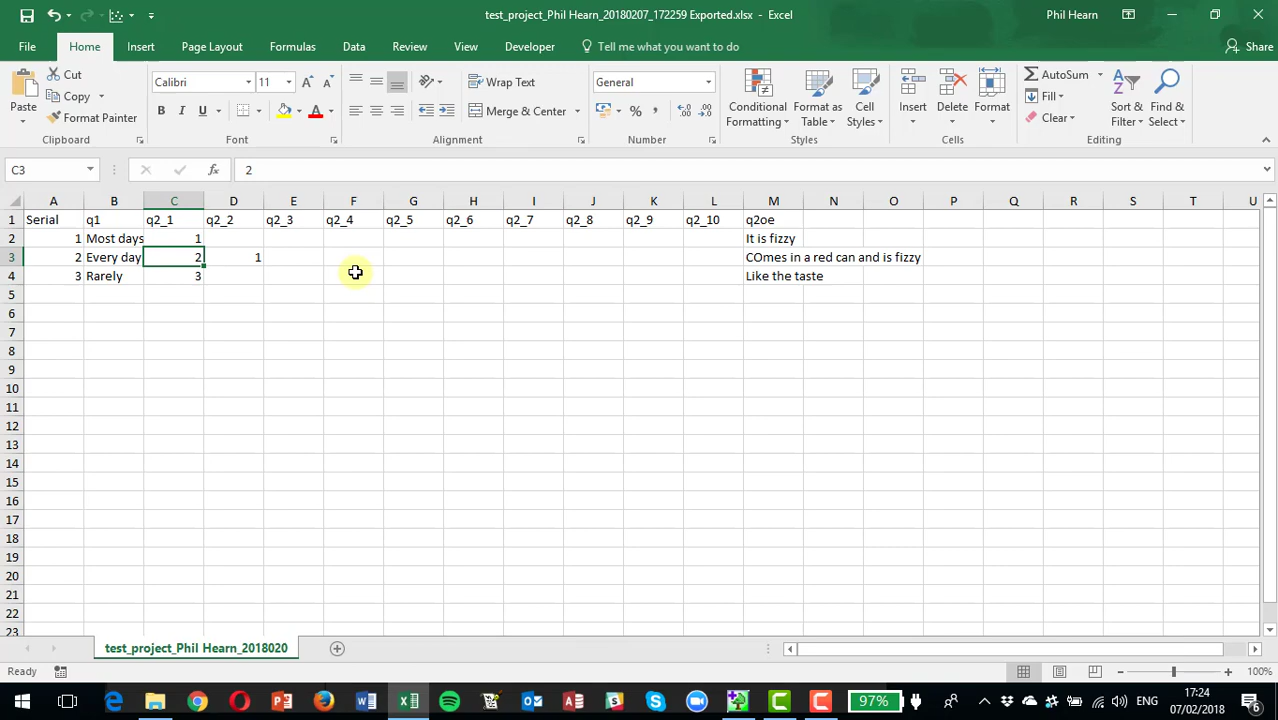 test_project_Phil Hearn_20180207_172259 Exported.xlsx - Excel
Phil Hearn
File Home Insert Page Layout Formulas Data Review View Developer Tell me what you want to do Share
Paste
Cut
Copy
Format Painter
Clipboard
Calibri 11
B I U
Font
Wrap Text
Merge & Center
Alignment
General
%
Number
Conditional Formatting
Format as Table
Cell Styles
Styles
Insert
Delete
Format
Cells
AutoSum
Fill
Clear
Sort & Filter
Find & Select
Editing
C3 fx 2
A B C D E F G H I J K L M N O P Q R S T U
1 Serial q1 q2_1 q2_2 q2_3 q2_4 q2_5 q2_6 q2_7 q2_8 q2_9 q2_10 q2oe
2 1 Most days 1 It is fizzy
3 2 Every day 2 1 COmes in a red can and is fizzy
4 3 Rarely 3 Like the taste
5
6
7
8
9
10
11
12
13
14
15
16
17
18
19
20
21
22
23
test_project_Phil Hearn_2018020
Ready 100%
97% ENG 17:24
07/02/2018 6